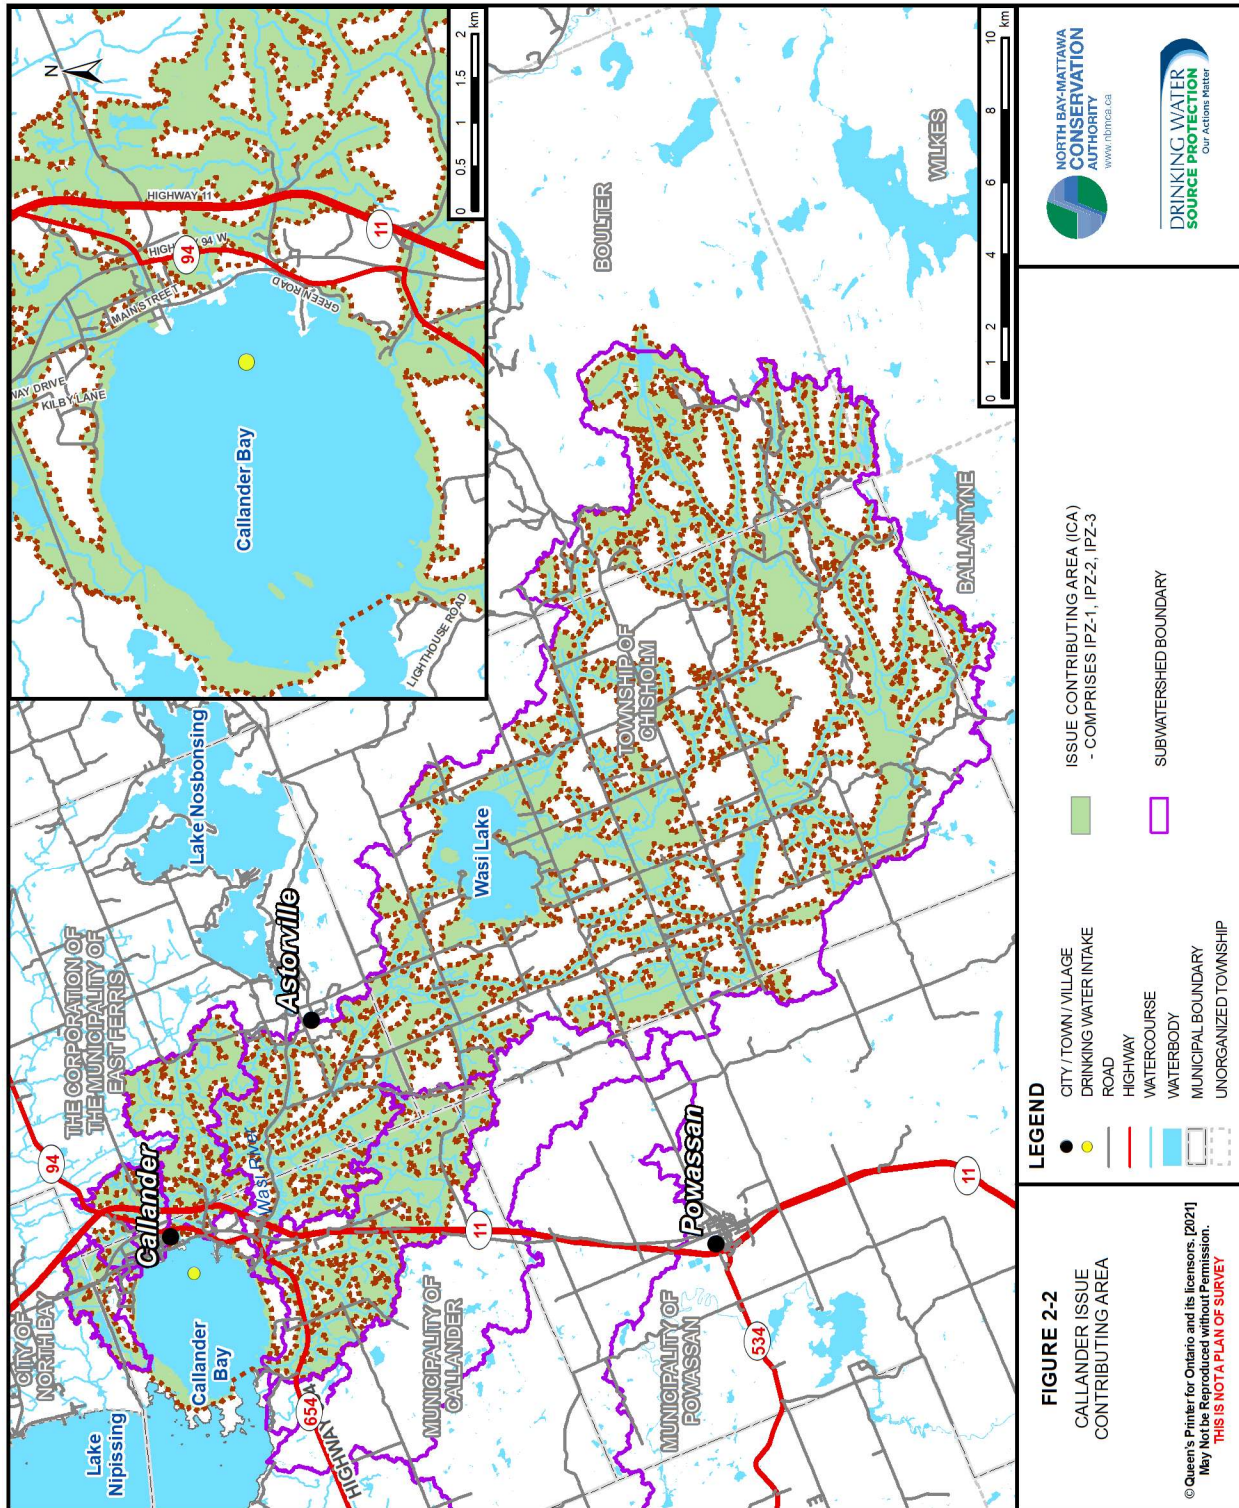 N
HIGHWAY 11
94
HIGHWAY 94 W
11
MAIN STREET
GREEN ROAD
WAY DRIVE
KILBY LANE
Callander Bay
LIGHTHOUSE ROAD
0 0.5 1 1.5 2
km
CITY OF
NORTH BAY
Lake
Nipissing
Callander
Bay
Callander
94
THE CORPORATION OF
THE MUNICIPALITY OF
EAST FERRIS
Lake Nosbonsing
Astorville
Wasi River
Wasi Lake
654
HIGHWAY
MUNICIPALITY OF
CALLANDER
11
MUNICIPALITY OF
POWASSAN
Powassan
534
11
TOWNSHIP OF
CHISHOLM
BOULTER
WILKES
BALLANTYNE
0 1 2 4 6 8 10
km
FIGURE 2-2
CALLANDER ISSUE
CONTRIBUTING AREA
© Queen's Printer for Ontario and its licensors. [2021]
May Not be Reproduced without Permission.
THIS IS NOT A PLAN OF SURVEY
LEGEND
CITY / TOWN / VILLAGE
DRINKING WATER INTAKE
ROAD
HIGHWAY
WATERCOURSE
WATERBODY
MUNICIPAL BOUNDARY
UNORGANIZED TOWNSHIP
ISSUE CONTRIBUTING AREA (ICA)
- COMPRISES IPZ-1, IPZ-2, IPZ-3
SUBWATERSHED BOUNDARY
NORTH BAY-MATTAWA
CONSERVATION
AUTHORITY
www.nbmca.ca
DRINKING WATER
SOURCE PROTECTION
Our Actions Matter